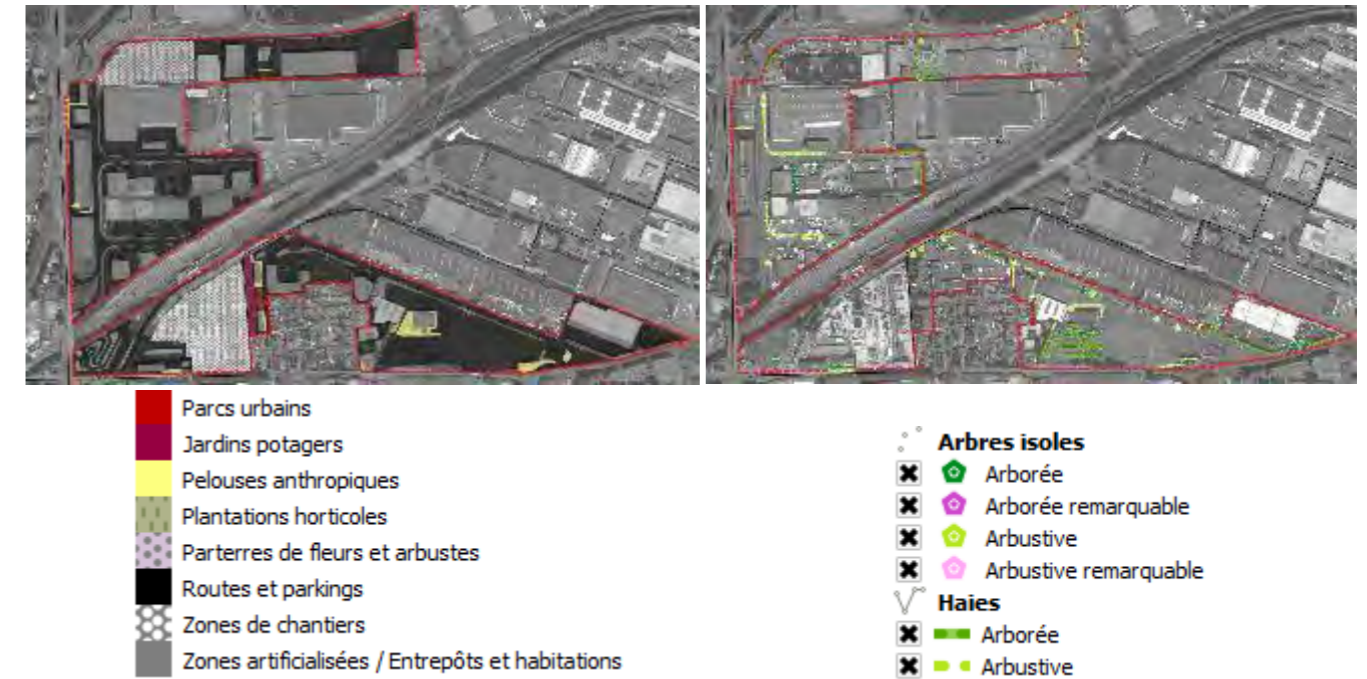 Parcs urbains
Jardins potagers
Pelouses anthropiques
Plantations horticoles
Parterres de fleurs et arbustes
Routes et parkings
Zones de chantiers
Zones artificialisées / Entrepôts et habitations
Arbres isoles
Arborée
Arborée remarquable
Arbustive
Arbustive remarquable
Haies
Arborée
Arbustive